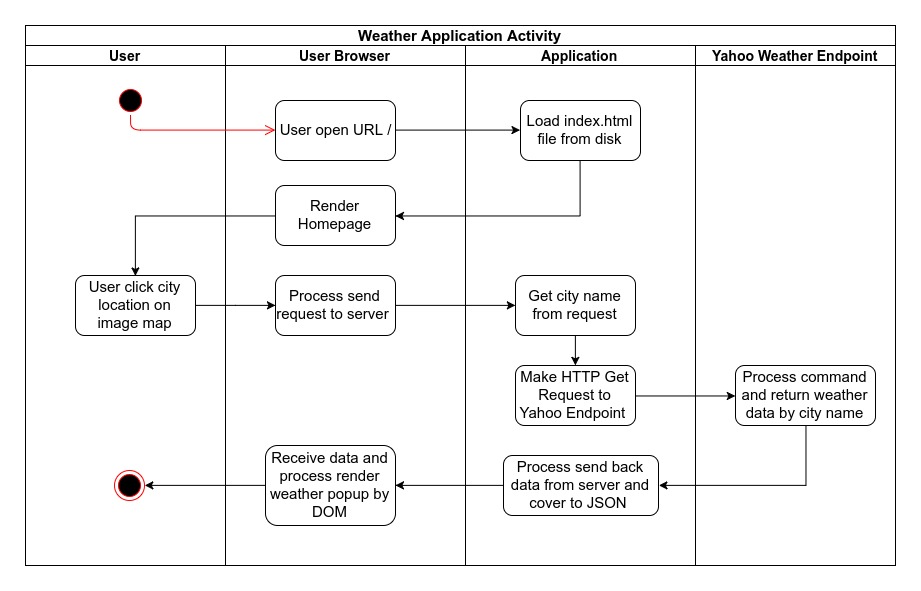 Weather Application Activity
User
User Browser
Application
Yahoo Weather Endpoint
User open URL /
Load index.html
file from disk
Render
Homepage
User click city
location on
image map
Process send
request to server
Get city name
from request
Make HTTP Get
Request to
Yahoo Endpoint
Process command
and return weather
data by city name
Process send back
data from server and
cover to JSON
Receive data and
process render
weather popup by
DOM